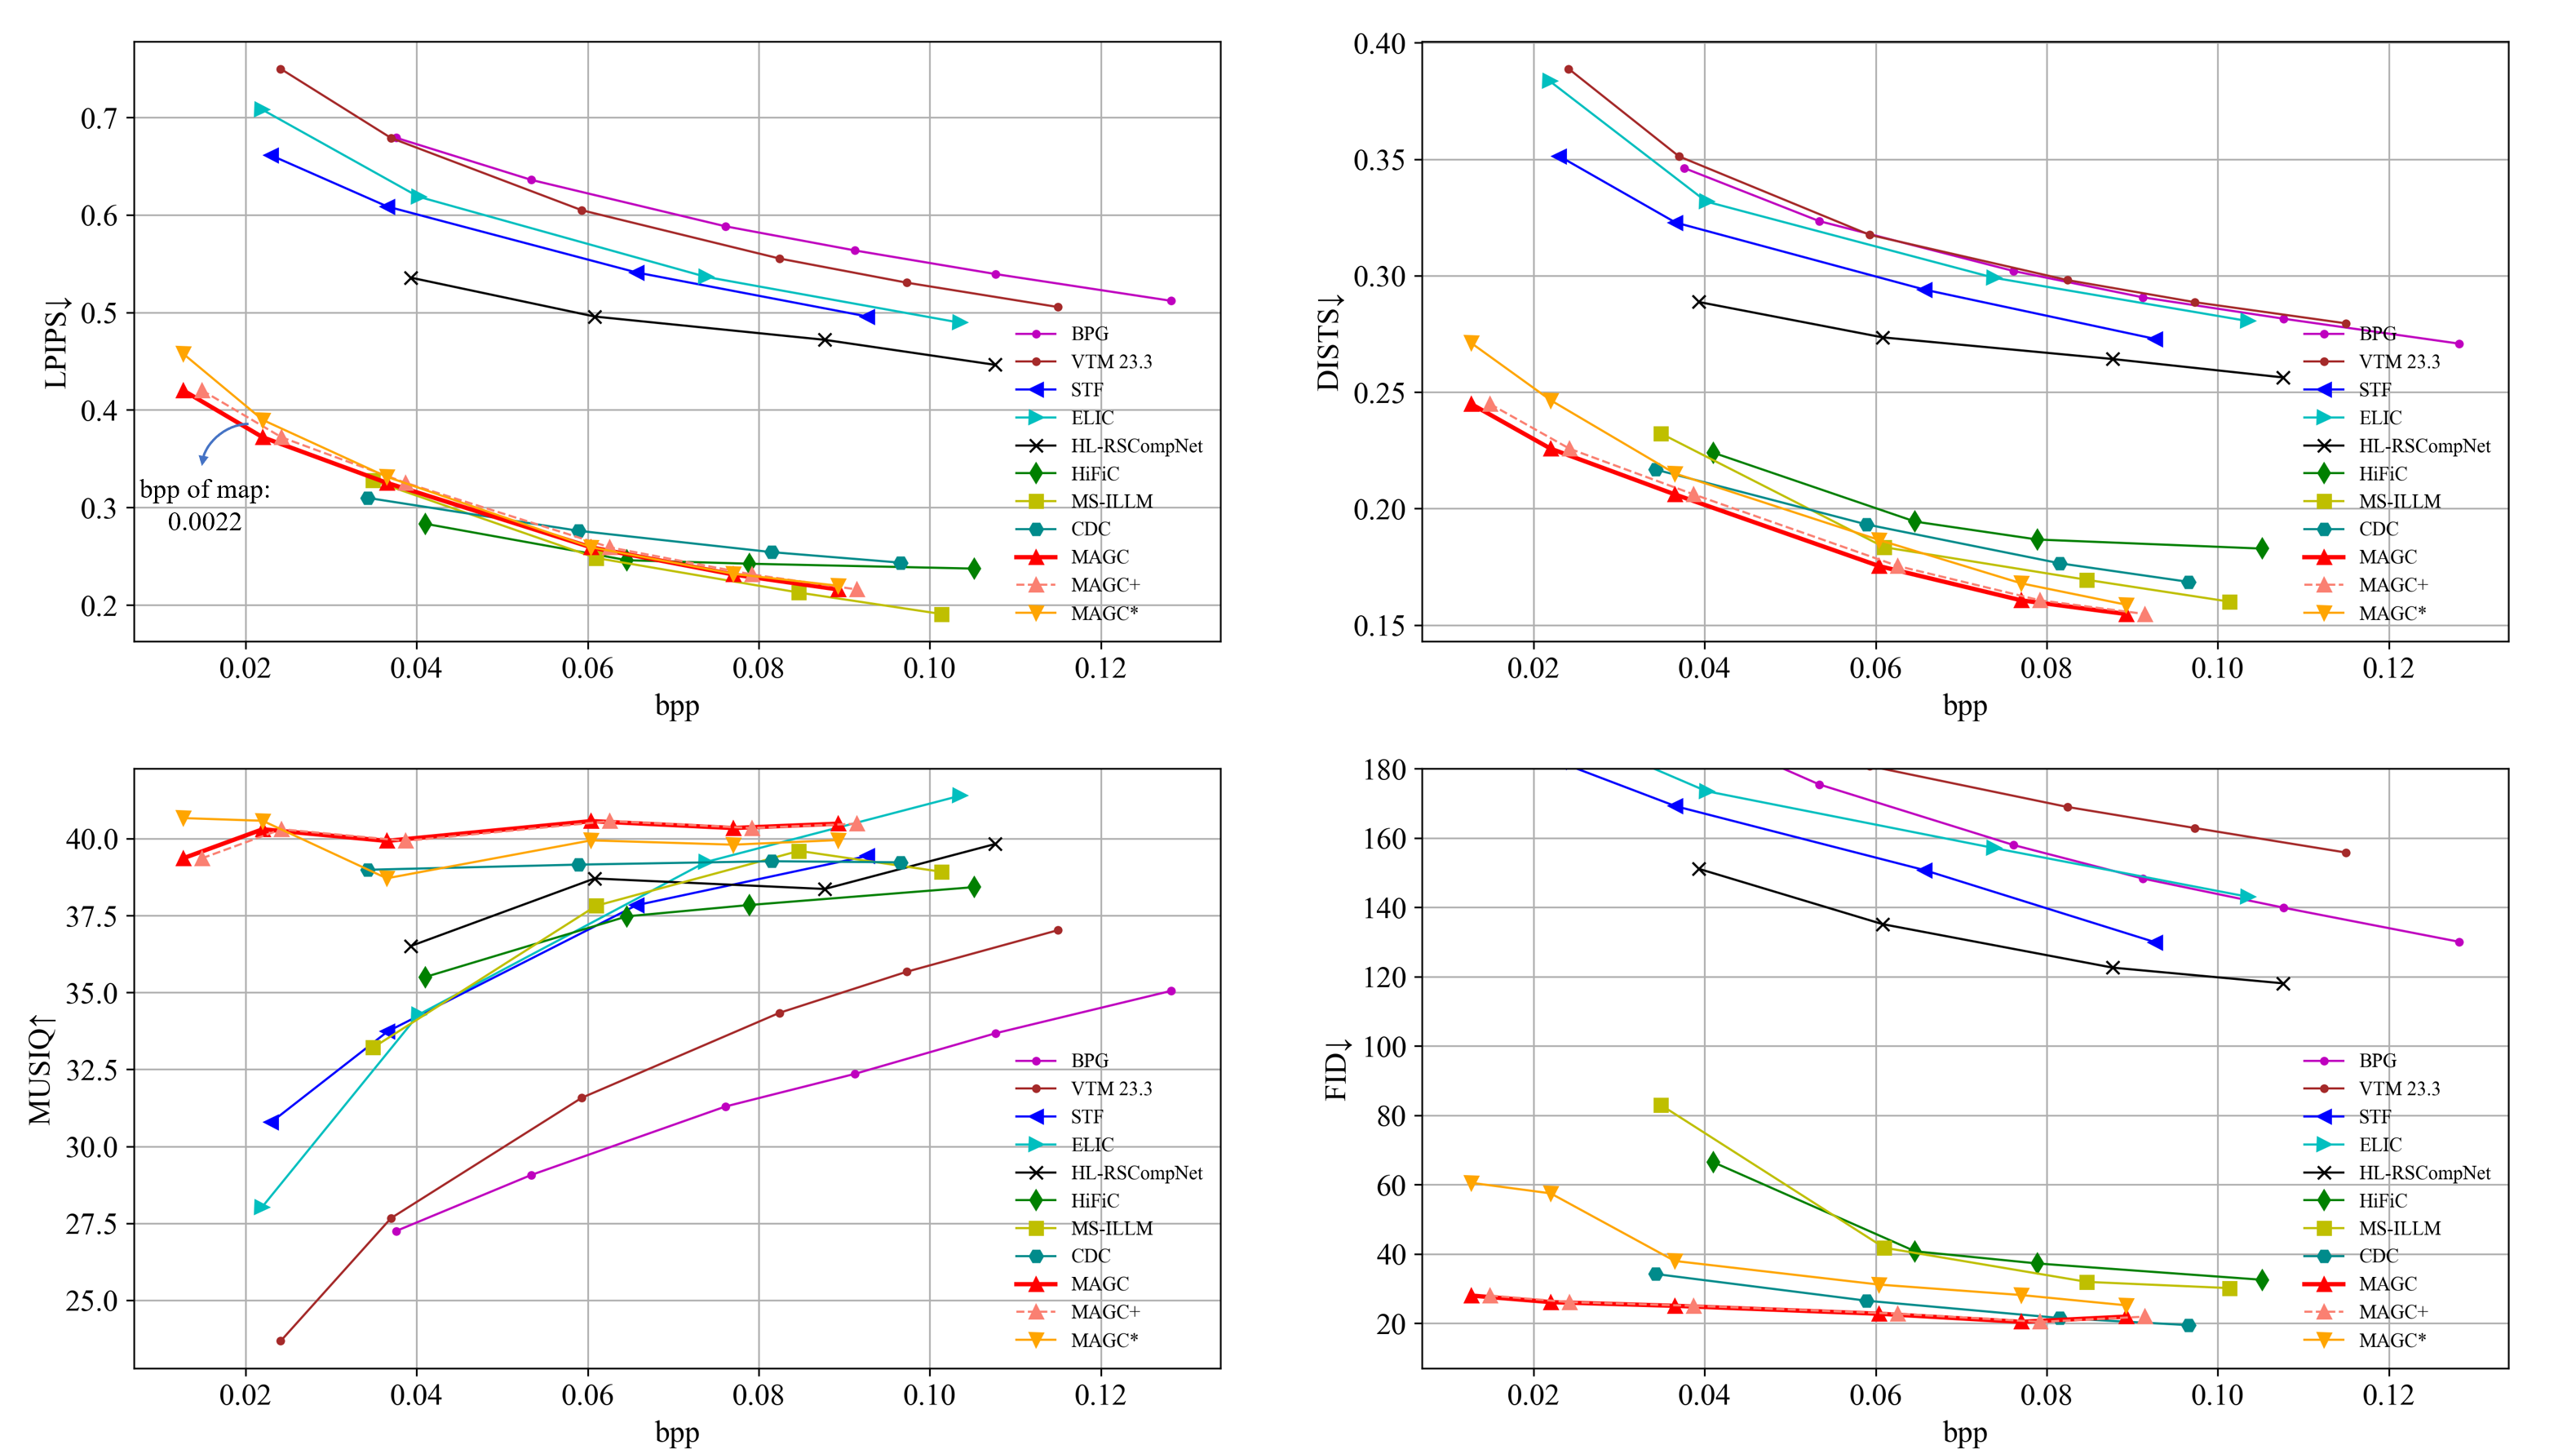 LPIPS↓
0.7
0.6
0.5
0.4
0.3
0.2
bpp of map:
0.0022
BPG
VTM 23.3
STF
ELIC
HL-RSCompNet
HiFiC
MS-ILLM
CDC
MAGC
MAGC+
MAGC*
0.02 0.04 0.06 0.08 0.10 0.12
bpp
DISTS↓
0.40
0.35
0.30
0.25
0.20
0.15
BPG
VTM 23.3
STF
ELIC
HL-RSCompNet
HiFiC
MS-ILLM
CDC
MAGC
MAGC+
MAGC*
0.02 0.04 0.06 0.08 0.10 0.12
bpp
MUSIQ↑
40.0
37.5
35.0
32.5
30.0
27.5
25.0
BPG
VTM 23.3
STF
ELIC
HL-RSCompNet
HiFiC
MS-ILLM
CDC
MAGC
MAGC+
MAGC*
0.02 0.04 0.06 0.08 0.10 0.12
bpp
FID↓
180
160
140
120
100
80
60
40
20
BPG
VTM 23.3
STF
ELIC
HL-RSCompNet
HiFiC
MS-ILLM
CDC
MAGC
MAGC+
MAGC*
0.02 0.04 0.06 0.08 0.10 0.12
bpp